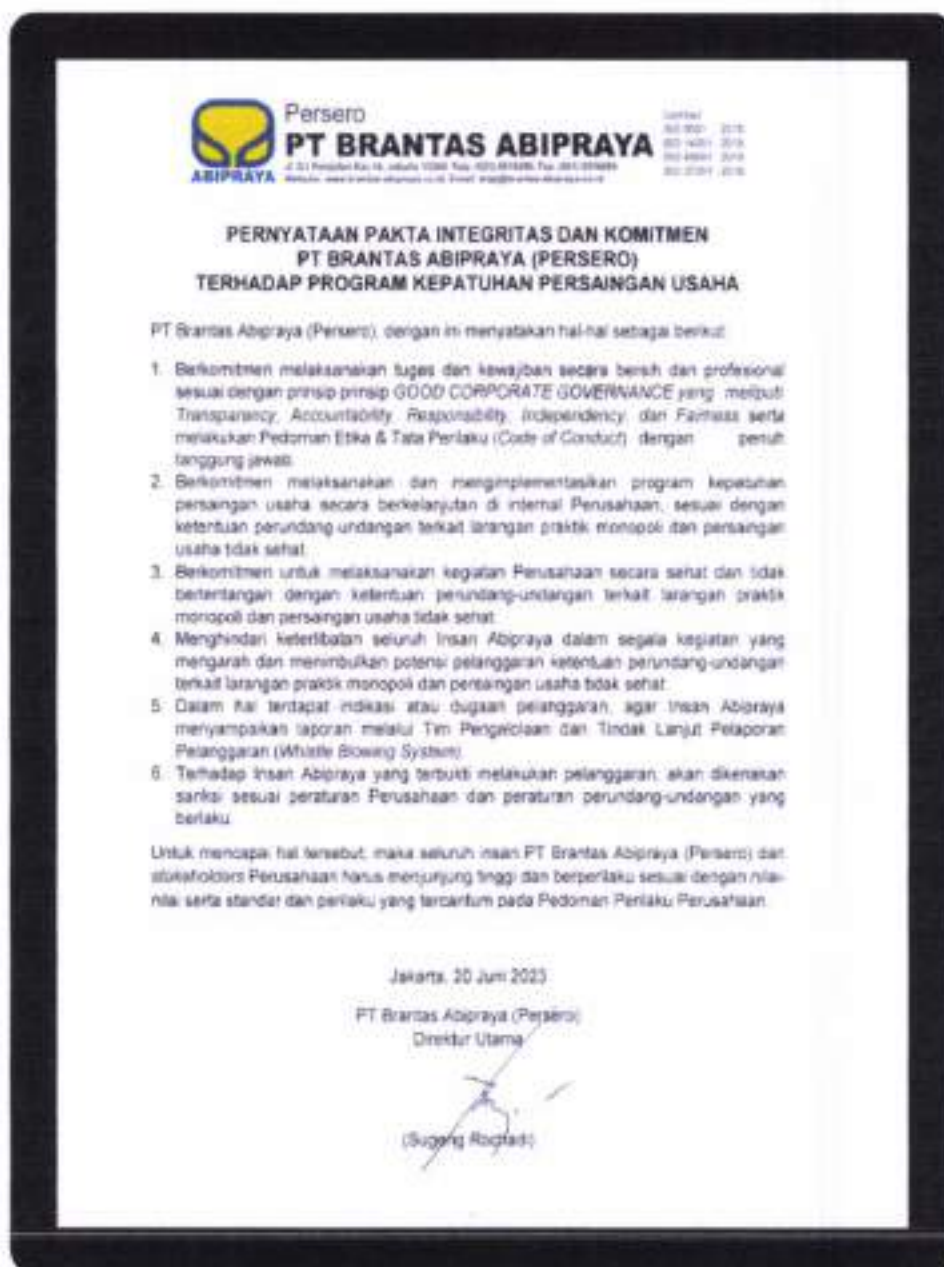 Persero
PT BRANTAS ABIPRAYA
ABIPRAYA
PERNYATAAN PAKTA INTEGRITAS DAN KOMITMEN
PT BRANTAS ABIPRAYA (PERSERO)
TERHADAP PROGRAM KEPATUHAN PERSAINGAN USAHA
PT Brantas Abipraya (Persero), dengan ini menyatakan hal-hal sebagai berikut
1. Berkomitmen melaksanakan tugas dan kewajiban secara bersih dan profesional
sesuai dengan prinsip prinsip GOOD CORPORATE GOVERNANCE yang meliputi
Transparency, Accountability, Responsibility, Independency, dan Fairness serta
melakukan Pedoman Etika & Tata Perilaku (Code of Conduct) dengan penuh
tanggung jawab.
2. Berkomitmen melaksanakan dan mengimplementasikan program kepatuhan
persaingan usaha secara berkelanjutan di internal Perusahaan, sesuai dengan
ketentuan perundang-undangan terkait larangan praktik monopoli dan persaingan
usaha tidak sehat
3. Berkomitmen untuk melaksanakan kegiatan Perusahaan secara sehat dan tidak
bertentangan dengan ketentuan perundang-undangan terkait larangan praktik
monopoli dan persaingan usaha tidak sehat
4. Menghindari keterlibatan seluruh Insan Abipraya dalam segala kegiatan yang
mengarah dan menimbulkan potensi pelanggaran ketentuan perundang-undangan
terkait larangan praktik monopoli dan persaingan usaha tidak sehat
5. Dalam hal terdapat indikasi atau dugaan pelanggaran, agar Insan Abipraya
menyampaikan laporan melalui Tim Pengelolaan dan Tindak Lanjut Pelaporan
Pelanggaran (Whistle Blowing System)
6. Terhadap Insan Abipraya yang terbukti melakukan pelanggaran, akan dikenakan
sanksi sesuai peraturan Perusahaan dan peraturan perundang-undangan yang
berlaku
Untuk mencapai hal tersebut, maka seluruh insan PT Brantas Abipraya (Persero) dan
stakeholders Perusahaan harus menjunjung tinggi dan berperilaku sesuai dengan nilai-
nilai serta standar dan perilaku yang tercantum pada Pedoman Perilaku Perusahaan.
Jakarta, 20 Juni 2023
PT Brantas Abipraya (Persero)
Direktur Utama
(Sugeng Rochadi)